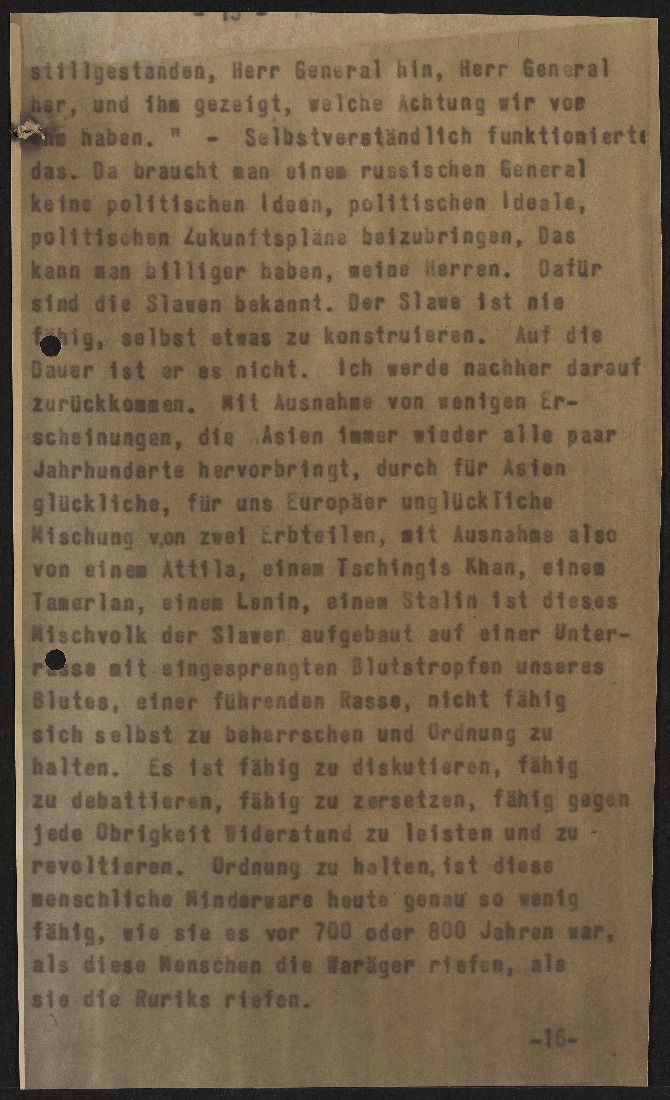 - 15 -
stillgestanden, Herr General hin, Herr General
her, und ihm gezeigt, welche Achtung wir vor
ihm haben. " - Selbstverständlich funktionierte
das. Da braucht man einem russischen General
keine politischen Ideen, politischen Ideale,
politischen Zukunftspläne beizubringen, Das
kann man billiger haben, meine Herren. Dafür
sind die Slawen bekannt. Der Slawe ist nie
fähig, selbst etwas zu konstruieren. Auf die
Dauer ist er es nicht. Ich werde nachher darauf
zurückkommen. Mit Ausnahme von wenigen Er-
scheinungen, die Asien immer wieder alle paar
Jahrhunderte hervorbringt, durch für Asien
glückliche, für uns Europäer unglückliche
Mischung von zwei Erbteilen, mit Ausnahme also
von einem Attila, einem Tschingis Khan, einem
Tamerlan, einem Lenin, einem Stalin ist dieses
Mischvolk der Slawen aufgebaut auf einer Unter-
rasse mit eingesprengten Blutstropfen unseres
Blutes, einer führenden Rasse, nicht fähig
sich selbst zu beherrschen und Ordnung zu
halten. Es ist fähig zu diskutieren, fähig
zu debattieren, fähig zu zersetzen, fähig gegen
jede Obrigkeit Widerstand zu leisten und zu
revoltieren. Ordnung zu halten, ist diese
menschliche Minderware heute genau so wenig
fähig, wie sie es vor 700 oder 800 Jahren war,
als diese Menschen die Waräger riefen, als
sie die Ruriks riefen.
-16-